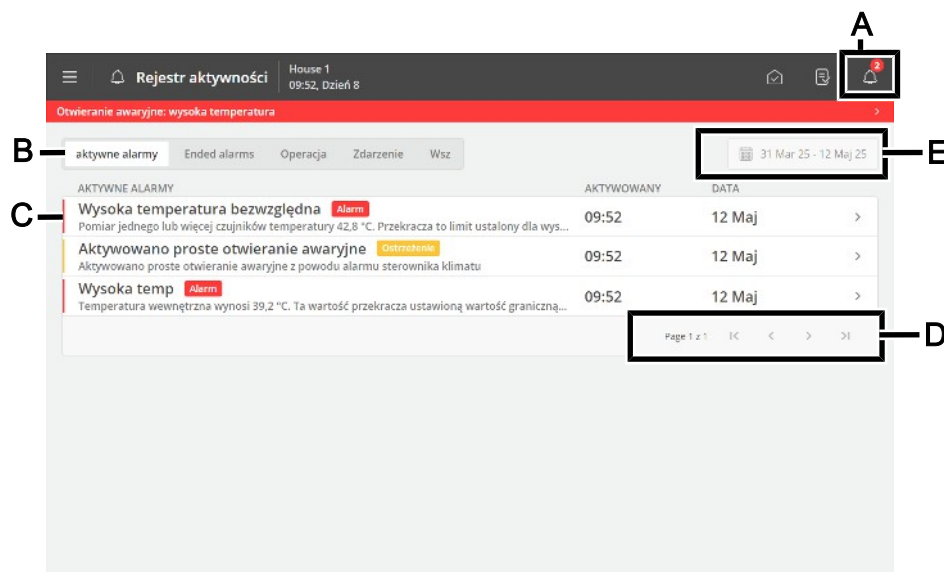 A
2
Rejestr aktywności
House 1
09:52, Dzień 8
Otwieranie awaryjne: wysoka temperatura
B
aktywne alarmy Ended alarms Operacja Zdarzenie Wsz
31 Mar 25 - 12 Maj 25
E
AKTYWNE ALARMY AKTYWOWANY DATA
C
Wysoka temperatura bezwzględna Alarm
Pomiar jednego lub więcej czujników temperatury 42,8 °C. Przekracza to limit ustalony dla wys...
09:52 12 Maj
Aktywowano proste otwieranie awaryjne Ostrzeżenie
Aktywowano proste otwieranie awaryjne z powodu alarmu sterownika klimatu
09:52 12 Maj
Wysoka temp Alarm
Temperatura wewnętrzna wynosi 39,2 °C. Ta wartość przekracza ustawioną wartość graniczną...
09:52 12 Maj
Page 1 z 1
D